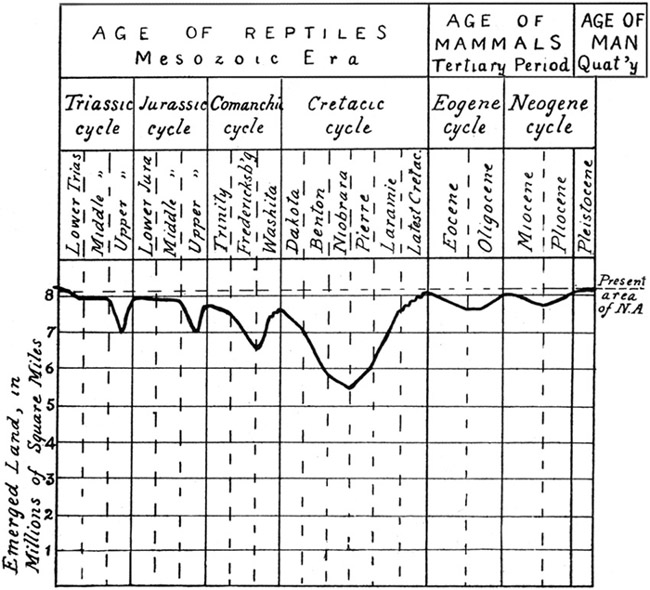 AGE OF REPTILES
Mesozoic Era
AGE OF
MAMMALS
Tertiary Period
AGE OF
MAN
Quat'y
Triassic
cycle
Jurassic
cycle
Comanchic
cycle
Cretacic
cycle
Eogene
cycle
Neogene
cycle
Lower Trias
Middle "
Upper "
Lower Jura
Middle "
Upper "
Trinity
Fredericksb'g
Washita
Dakota
Benton
Niobrara
Pierre
Laramie
Latest Cretac.
Eocene
Oligocene
Miocene
Pliocene
Pleistocene
Present
area
of N.A
8
7
6
5
4
3
2
1
Emerged Land, in
Millions of Square Miles